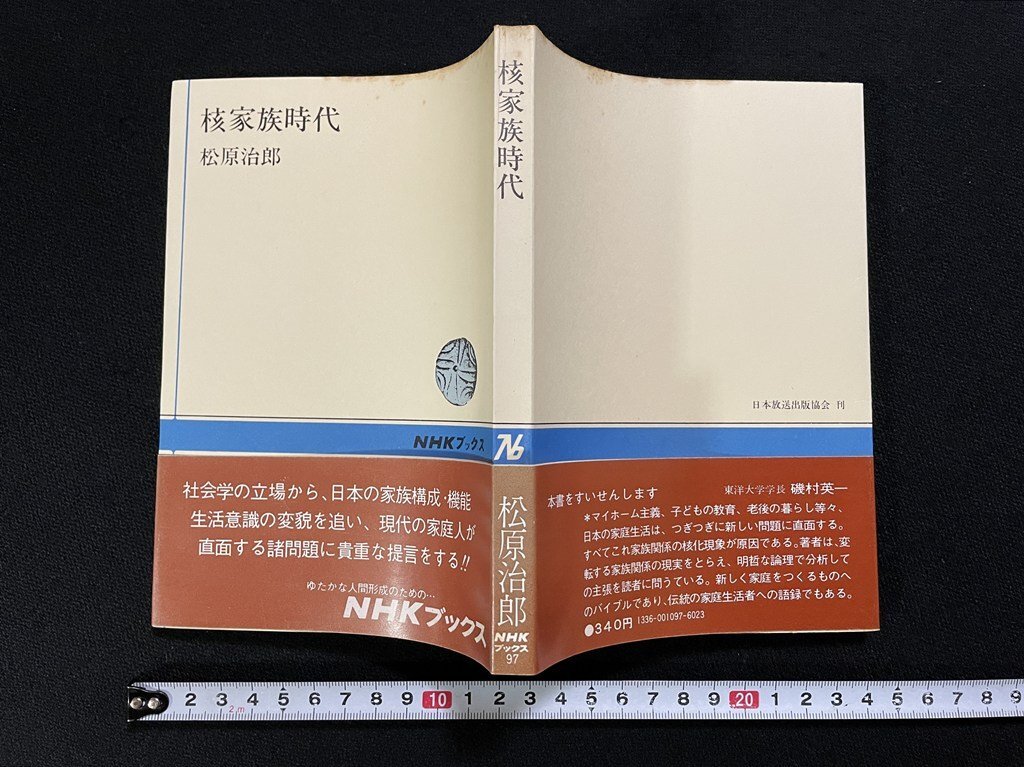 核家族時代
松原治郎
NHKブックス
社会学の立場から、日本の家族構成・機能
生活意識の変貌を追い、現代の家庭人が
直面する諸問題に貴重な提言をする!!
ゆたかな人間形成のための…
NHKブックス
核家族時代
76
松原治郎
NHK
ブックス
97
日本放送出版協会 刊
本書をすいせんします
東洋大学学長 磯村英一
*マイホーム主義、子どもの教育、老後の暮らし等々、
日本の家庭生活は、つぎつぎに新しい問題に直面する。
すべてこれ家族関係の核化現象が原因である。著者は、変
転する家族関係の現実をとらえ、明哲な論理で分析して
の主張を読者に問うている。新しく家庭をつくるものへ
のバイブルであり、伝統の家庭生活者への語録でもある。
●340円 1336-001097-6023
2 3 4 5 6 7 8 9 10 1 2 3 4 5 6 7 8 9 20 1 2 3 4 5 6 7 8 9
2m